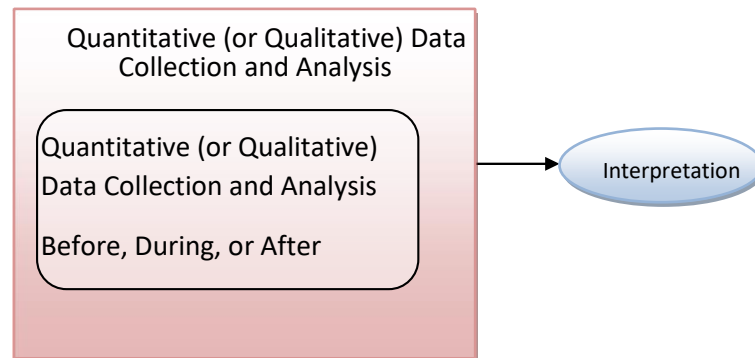 Quantitative (or Qualitative) Data
Collection and Analysis
Quantitative (or Qualitative)
Data Collection and Analysis
Before, During, or After
Interpretation